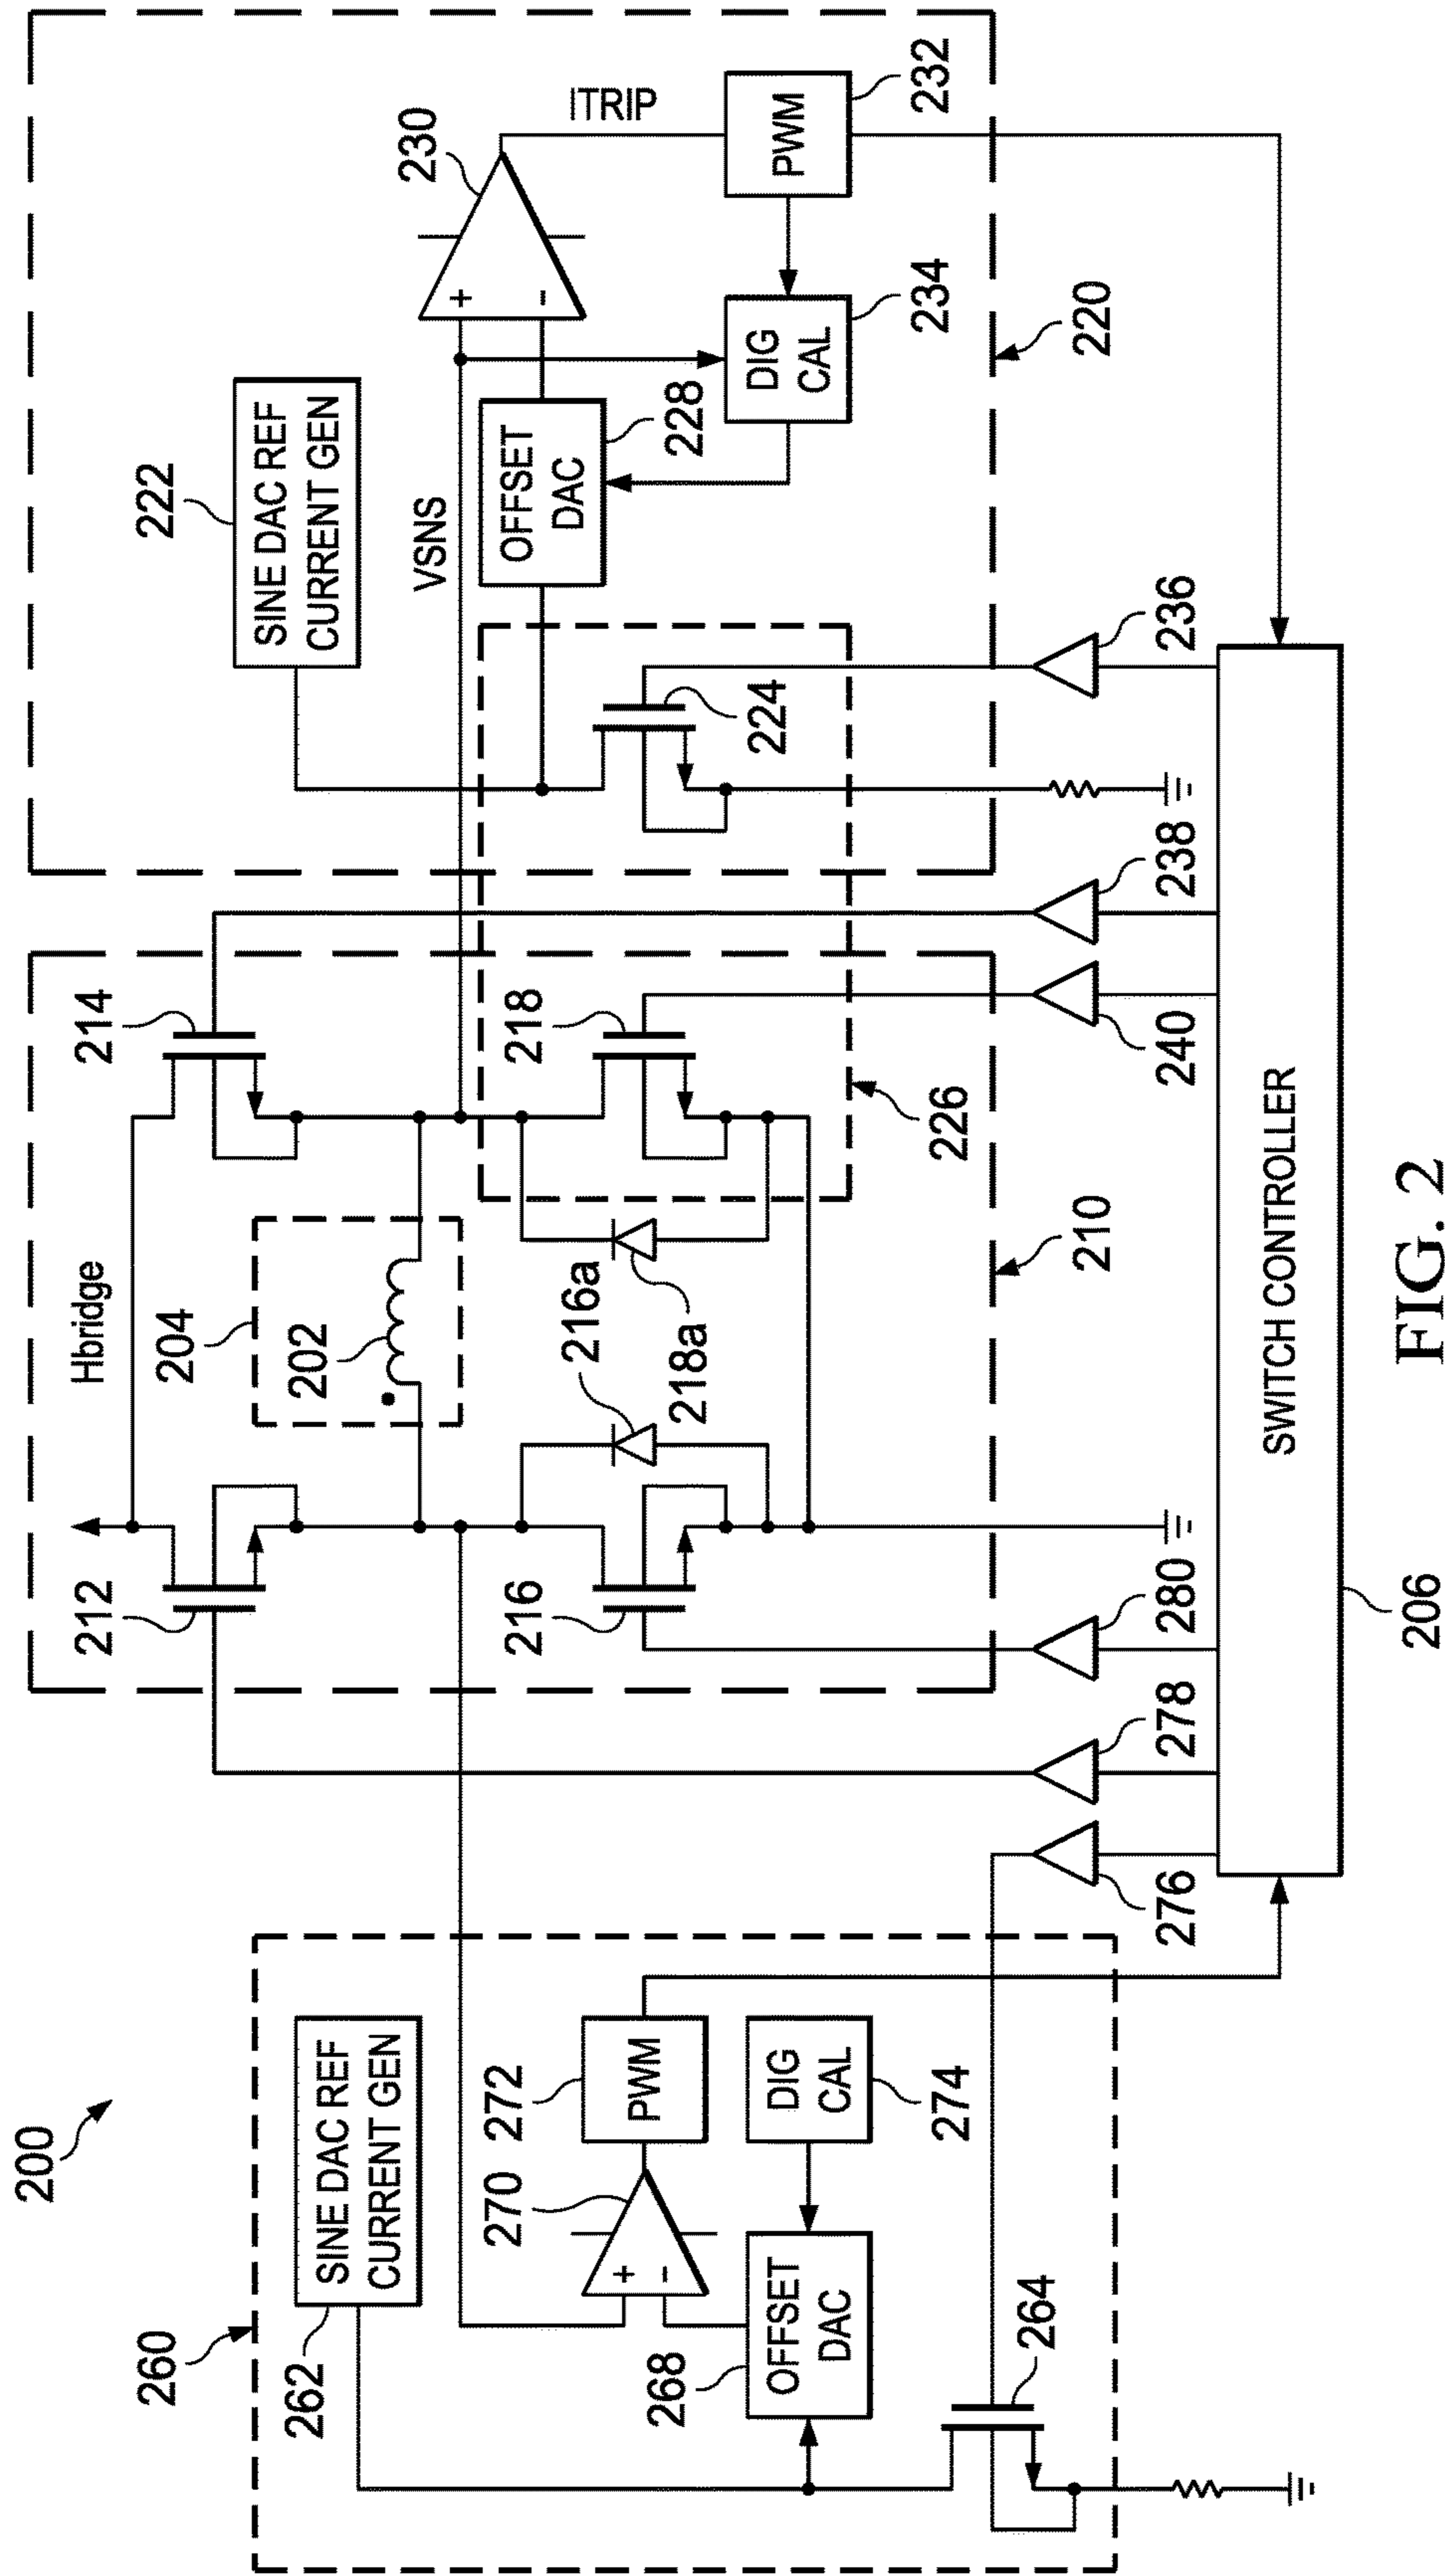 200
260
262
SINE DAC REF
CURRENT GEN
270
+
-
272
PWM
268
OFFSET
DAC
274
DIG
CAL
264
276
278
280
Hbridge
212
214
204
202
216
216a
218a
218
226
210
238
240
222
SINE DAC REF
CURRENT GEN
VSNS
230
+
-
ITRIP
OFFSET
DAC
228
PWM
232
DIG
CAL
234
224
220
236
SWITCH CONTROLLER
206
FIG. 2